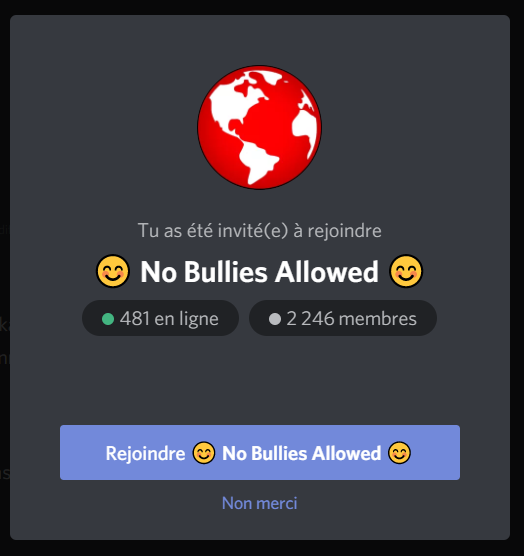 Tu as été invité(e) à rejoindre
😊 No Bullies Allowed 😊
481 en ligne 2 246 membres
Rejoindre 😊 No Bullies Allowed 😊
Non merci